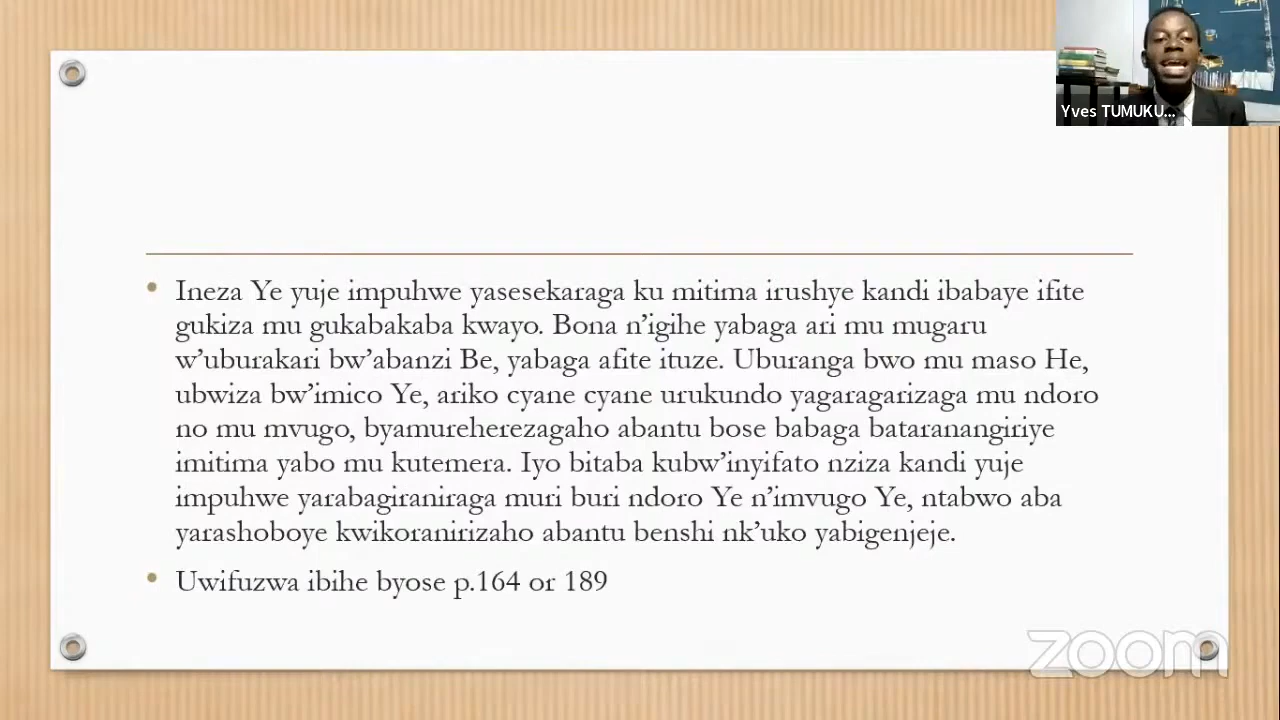 Yves TUMUKU...
• Ineza Ye yuje impuhwe yasesekaraga ku mitima irushye kandi ibabaye ifite
gukiza mu gukabakaba kwayo. Bona n’igihe yabaga ari mu mugaru
w’uburakari bw’abanzi Be, yabaga afite ituze. Uburanga bwo mu maso He,
ubwiza bw’imico Ye, ariko cyane cyane urukundo yagaragarizaga mu ndoro
no mu mvugo, byamureherezagaho abantu bose babaga bataranangiriye
imitima yabo mu kutemera. Iyo bitaba kubw’inyifato nziza kandi yuje
impuhwe yarabagiraniraga muri buri ndoro Ye n’imvugo Ye, ntabwo aba
yarashoboye kwikoranirizaho abantu benshi nk’uko yabigenjeje.
• Uwifuzwa ibihe byose p.164 or 189
zoom